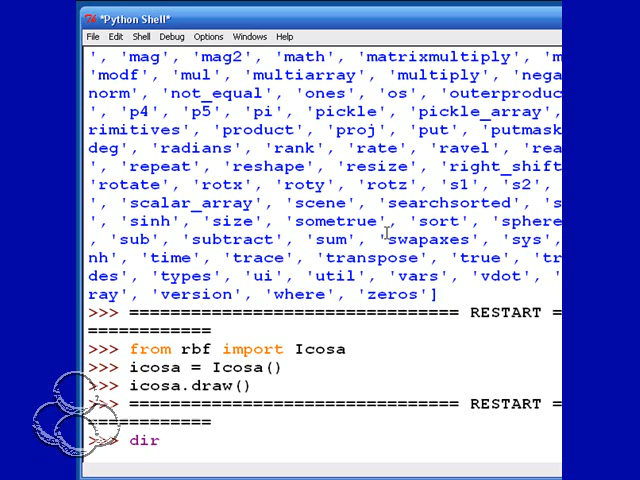 *Python Shell*
File Edit Shell Debug Options Windows Help
', 'mag', 'mag2', 'math', 'matrixmultiply', 'm
'modf', 'mul', 'multiarray', 'multiply', 'nega
norm', 'not_equal', 'ones', 'os', 'outerproduc
', 'p4', 'p5', 'pi', 'pickle', 'pickle_array',
rimitives', 'product', 'proj', 'put', 'putmask
deg', 'radians', 'rank', 'rate', 'ravel', 'rea
', 'repeat', 'reshape', 'resize', 'right_shift
'rotate', 'rotx', 'roty', 'rotz', 's1', 's2',
, 'scalar_array', 'scene', 'searchsorted', 's
', 'sinh', 'size', 'sometrue', 'sort', 'sphere
, 'sub', 'subtract', 'sum', 'swapaxes', 'sys',
nh', 'time', 'trace', 'transpose', 'true', 'tr
des', 'types', 'ui', 'util', 'vars', 'vdot', '
ray', 'version', 'where', 'zeros']
>>> ================================ RESTART =
============
>>> from rbf import Icosa
>>> icosa = Icosa()
>>> icosa.draw()
>>> ================================ RESTART =
============
>>> dir